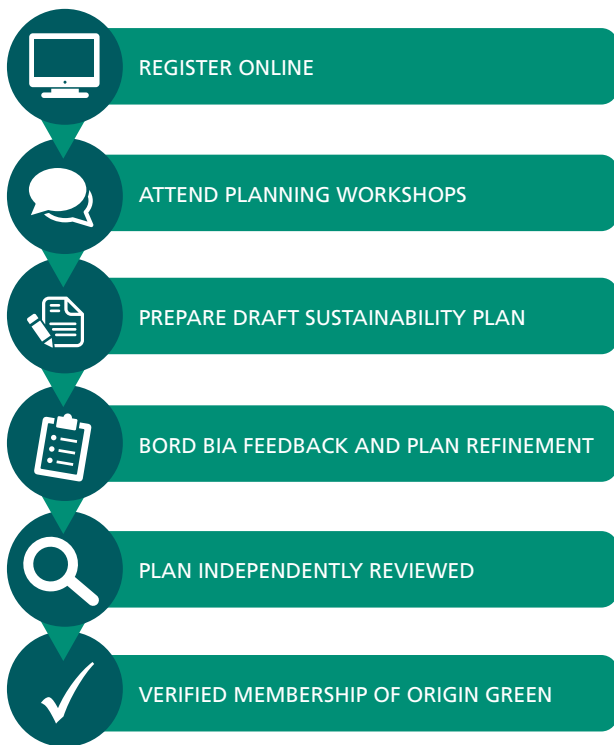 REGISTER ONLINE
ATTEND PLANNING WORKSHOPS
PREPARE DRAFT SUSTAINABILITY PLAN
BORD BIA FEEDBACK AND PLAN REFINEMENT
PLAN INDEPENDENTLY REVIEWED
VERIFIED MEMBERSHIP OF ORIGIN GREEN